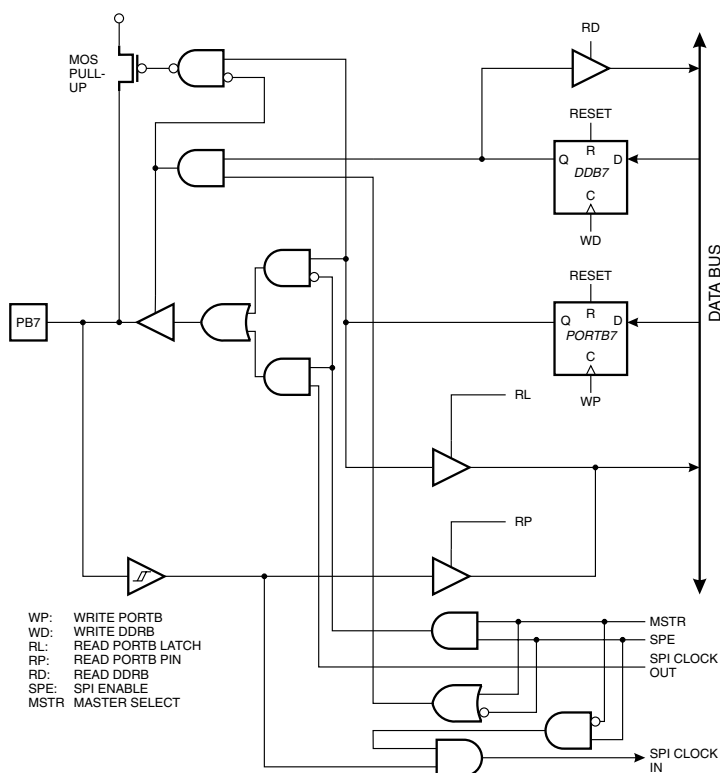 RD
MOS
PULL-
UP
RESET
R
Q
D
DDB7
C
WD
RESET
R
Q
D
PORTB7
C
WP
PB7
DATA BUS
RL
RP
WP: WRITE PORTB
WD: WRITE DDRB
RL: READ PORTB LATCH
RP: READ PORTB PIN
RD: READ DDRB
SPE: SPI ENABLE
MSTR MASTER SELECT
MSTR
SPE
SPI CLOCK
OUT
SPI CLOCK
IN